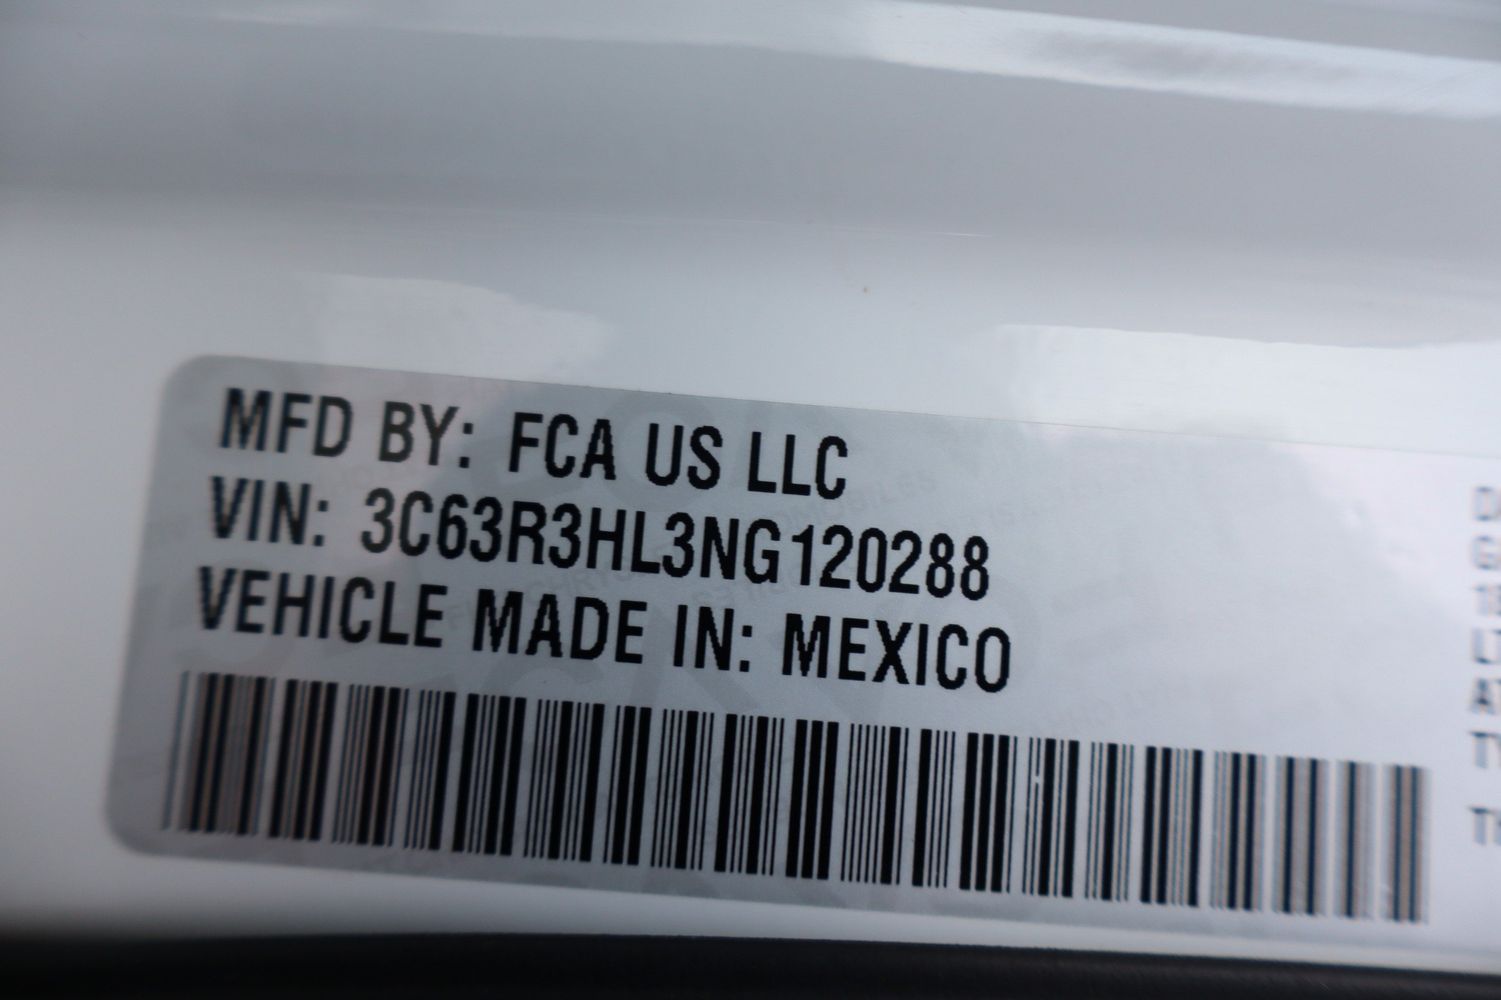 MFD BY: FCA US LLC
VIN: 3C63R3HL3NG120288
VEHICLE MADE IN: MEXICO